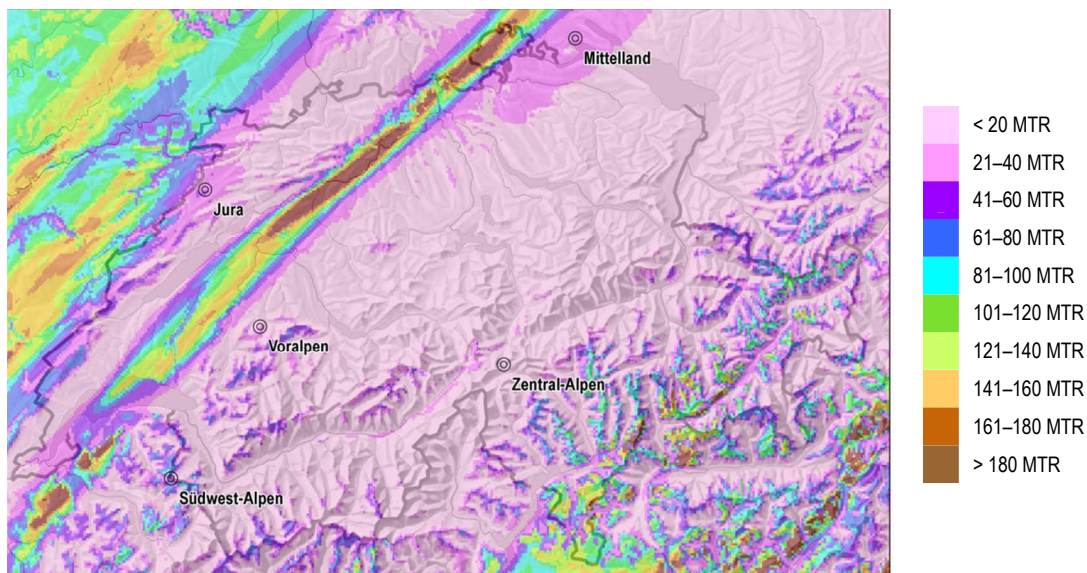 Mittelland
Jura
Voralpen
Zentral-Alpen
Südwest-Alpen
< 20 MTR
21–40 MTR
41–60 MTR
61–80 MTR
81–100 MTR
101–120 MTR
121–140 MTR
141–160 MTR
161–180 MTR
> 180 MTR